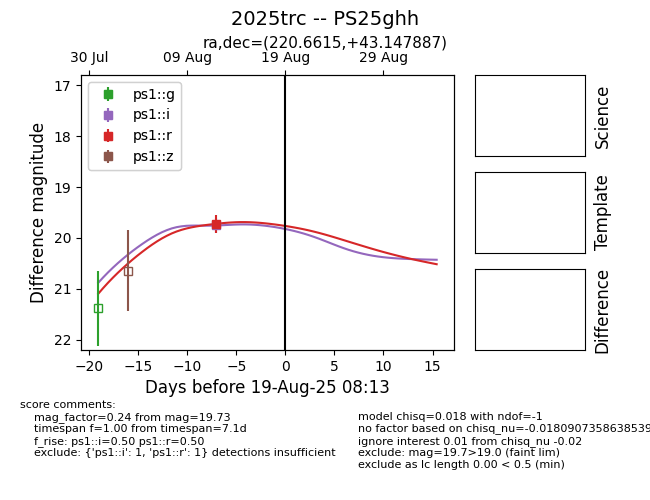 2025trc -- PS25ghh
ra,dec=(220.6615,+43.147887)
30 Jul 09 Aug 19 Aug 29 Aug
17
18
19
20
21
22
Difference magnitude
ps1::g
ps1::i
ps1::r
ps1::z
−20 −15 −10 −5 0 5 10 15
Days before 19-Aug-25 08:13
Science
Template
Difference
score comments:
mag_factor=0.24 from mag=19.73
timespan f=1.00 from timespan=7.1d
f_rise: ps1::i=0.50 ps1::r=0.50
exclude: {'ps1::i': 1, 'ps1::r': 1} detections insufficient
model chisq=0.018 with ndof=-1
no factor based on chisq_nu=-0.0180907358638539
ignore interest 0.01 from chisq_nu -0.02
exclude: mag=19.7>19.0 (faint lim)
exclude as lc length 0.00 < 0.5 (min)